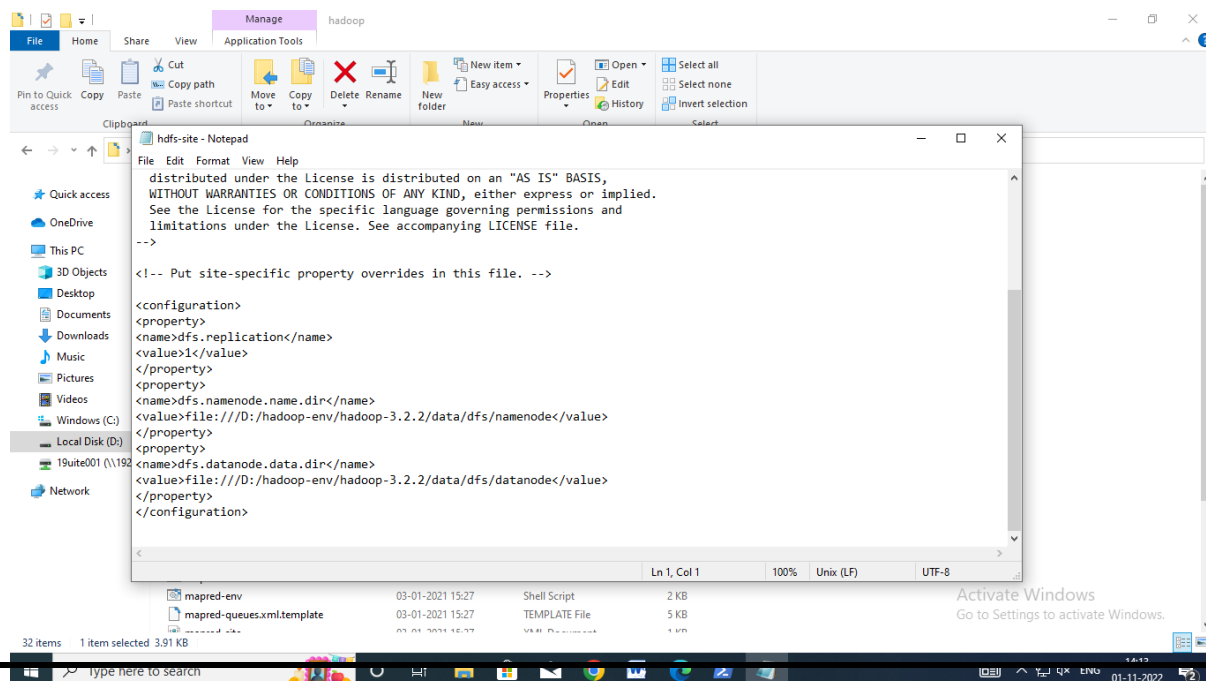 Manage
hadoop
File
Home
Share
View
Application Tools
Pin to Quick access
Copy
Paste
Cut
Copy path
Paste shortcut
Move to
Copy to
Delete
Rename
New folder
New item
Easy access
Properties
Open
Edit
History
Select all
Select none
Invert selection
Clipboard
Organize
New
Open
Select
hdfs-site - Notepad
File Edit Format View Help
distributed under the License is distributed on an "AS IS" BASIS,
WITHOUT WARRANTIES OR CONDITIONS OF ANY KIND, either express or implied.
See the License for the specific language governing permissions and
limitations under the License. See accompanying LICENSE file.
-->
<!-- Put site-specific property overrides in this file. -->
<configuration>
<property>
<name>dfs.replication</name>
<value>1</value>
</property>
<property>
<name>dfs.namenode.name.dir</name>
<value>file:///D:/hadoop-env/hadoop-3.2.2/data/dfs/namenode</value>
</property>
<property>
<name>dfs.datanode.data.dir</name>
<value>file:///D:/hadoop-env/hadoop-3.2.2/data/dfs/datanode</value>
</property>
</configuration>
Ln 1, Col 1
100%
Unix (LF)
UTF-8
Quick access
OneDrive
This PC
3D Objects
Desktop
Documents
Downloads
Music
Pictures
Videos
Windows (C:)
Local Disk (D:)
19uite001 (\\192
Network
mapred-env 03-01-2021 15:27 Shell Script 2 KB
mapred-queues.xml.template 03-01-2021 15:27 TEMPLATE File 5 KB
Activate Windows
Go to Settings to activate Windows.
32 items 1 item selected 3.91 KB
Type here to search
ENG
14:13
01-11-2022
2